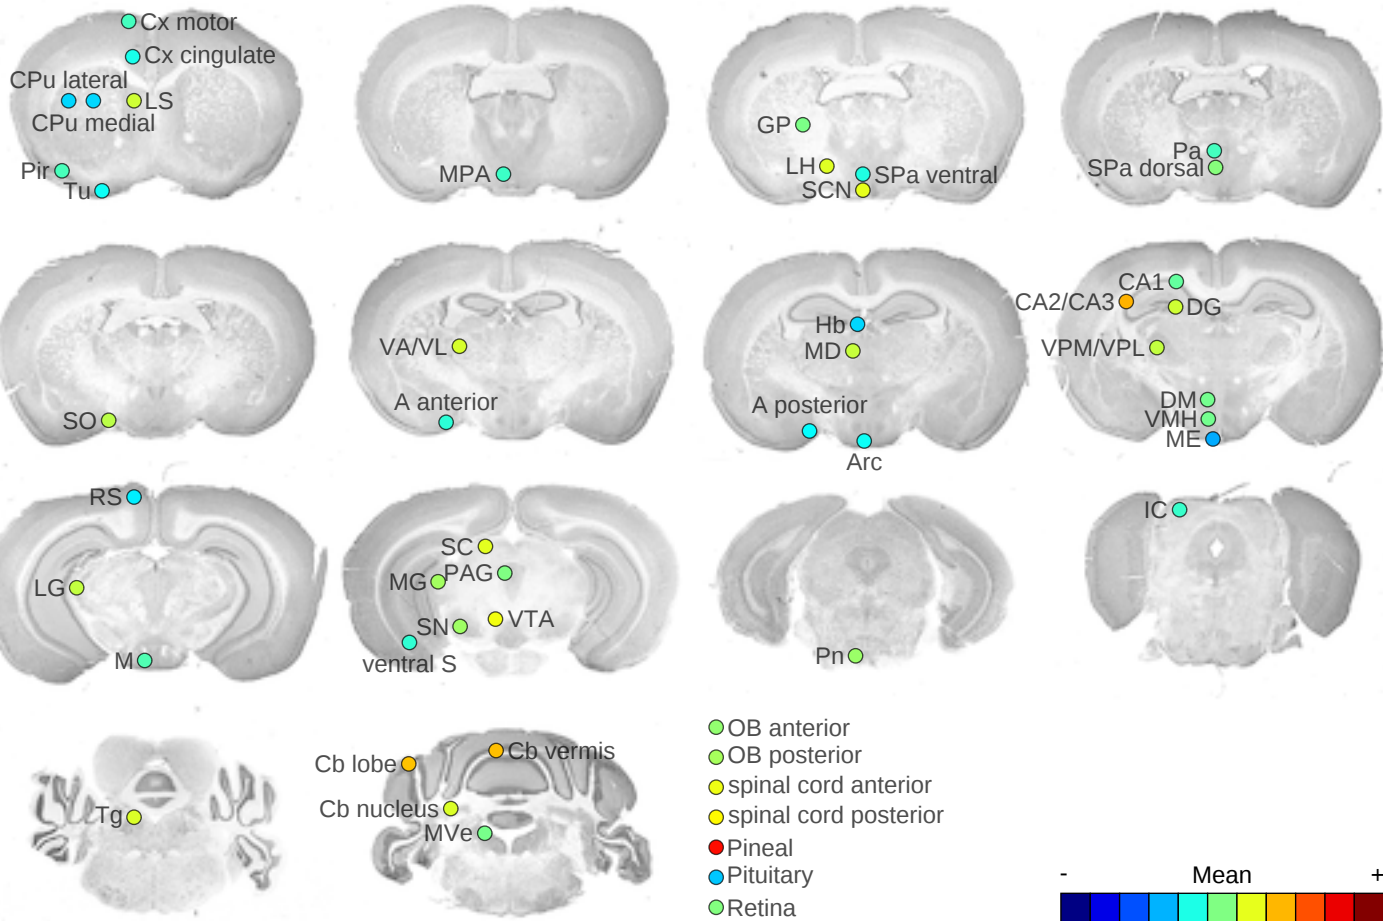 Cx motor
Cx cingulate
CPu lateral
LS
CPu medial
Pir
Tu
MPA
GP
LH
SPa ventral
SCN
Pa
SPa dorsal
SO
VA/VL
A anterior
Hb
MD
A posterior
Arc
CA1
CA2/CA3
DG
VPM/VPL
DM
VMH
ME
RS
LG
M
SC
PAG
MG
VTA
SN
ventral S
Pn
IC
Tg
Cb vermis
Cb lobe
Cb nucleus
MVe
OB anterior
OB posterior
spinal cord anterior
spinal cord posterior
Pineal
Pituitary
Retina
- Mean +